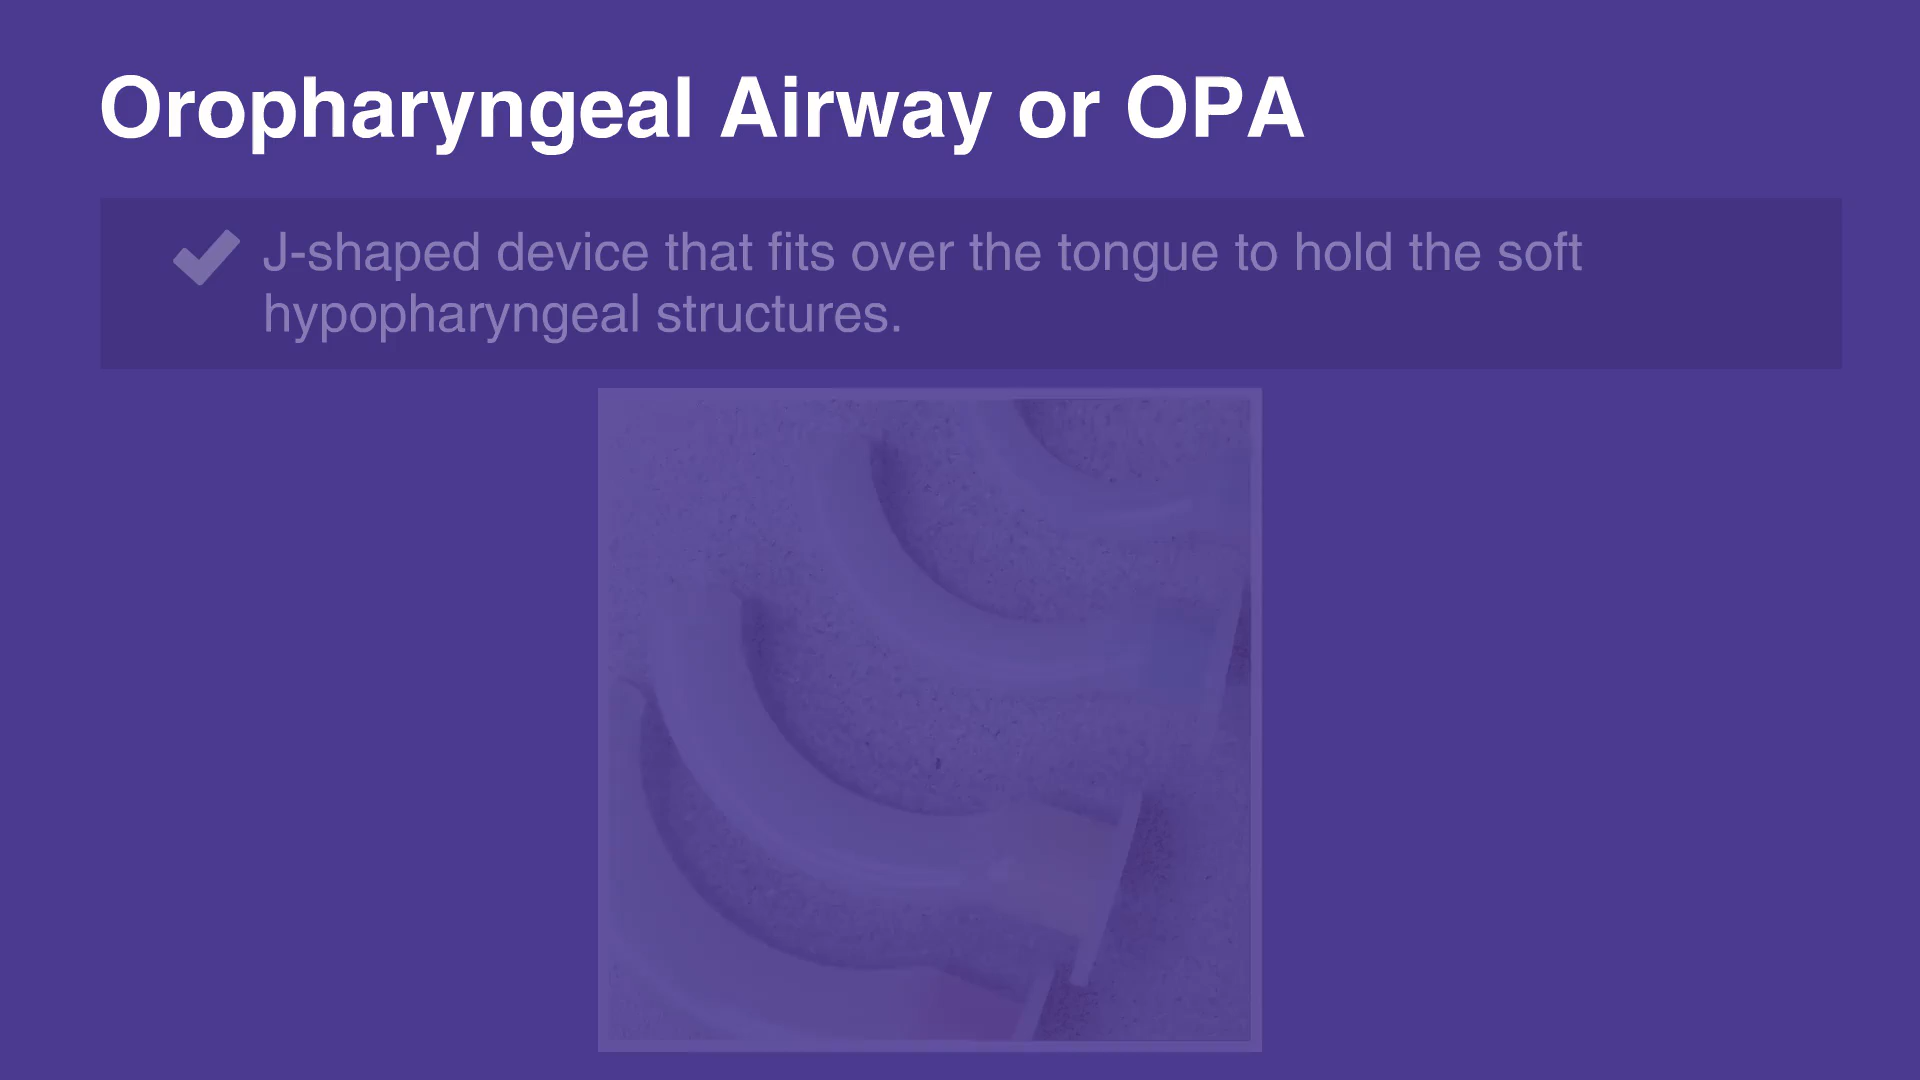 Oropharyngeal Airway or OPA
J-shaped device that fits over the tongue to hold the soft
hypopharyngeal structures.